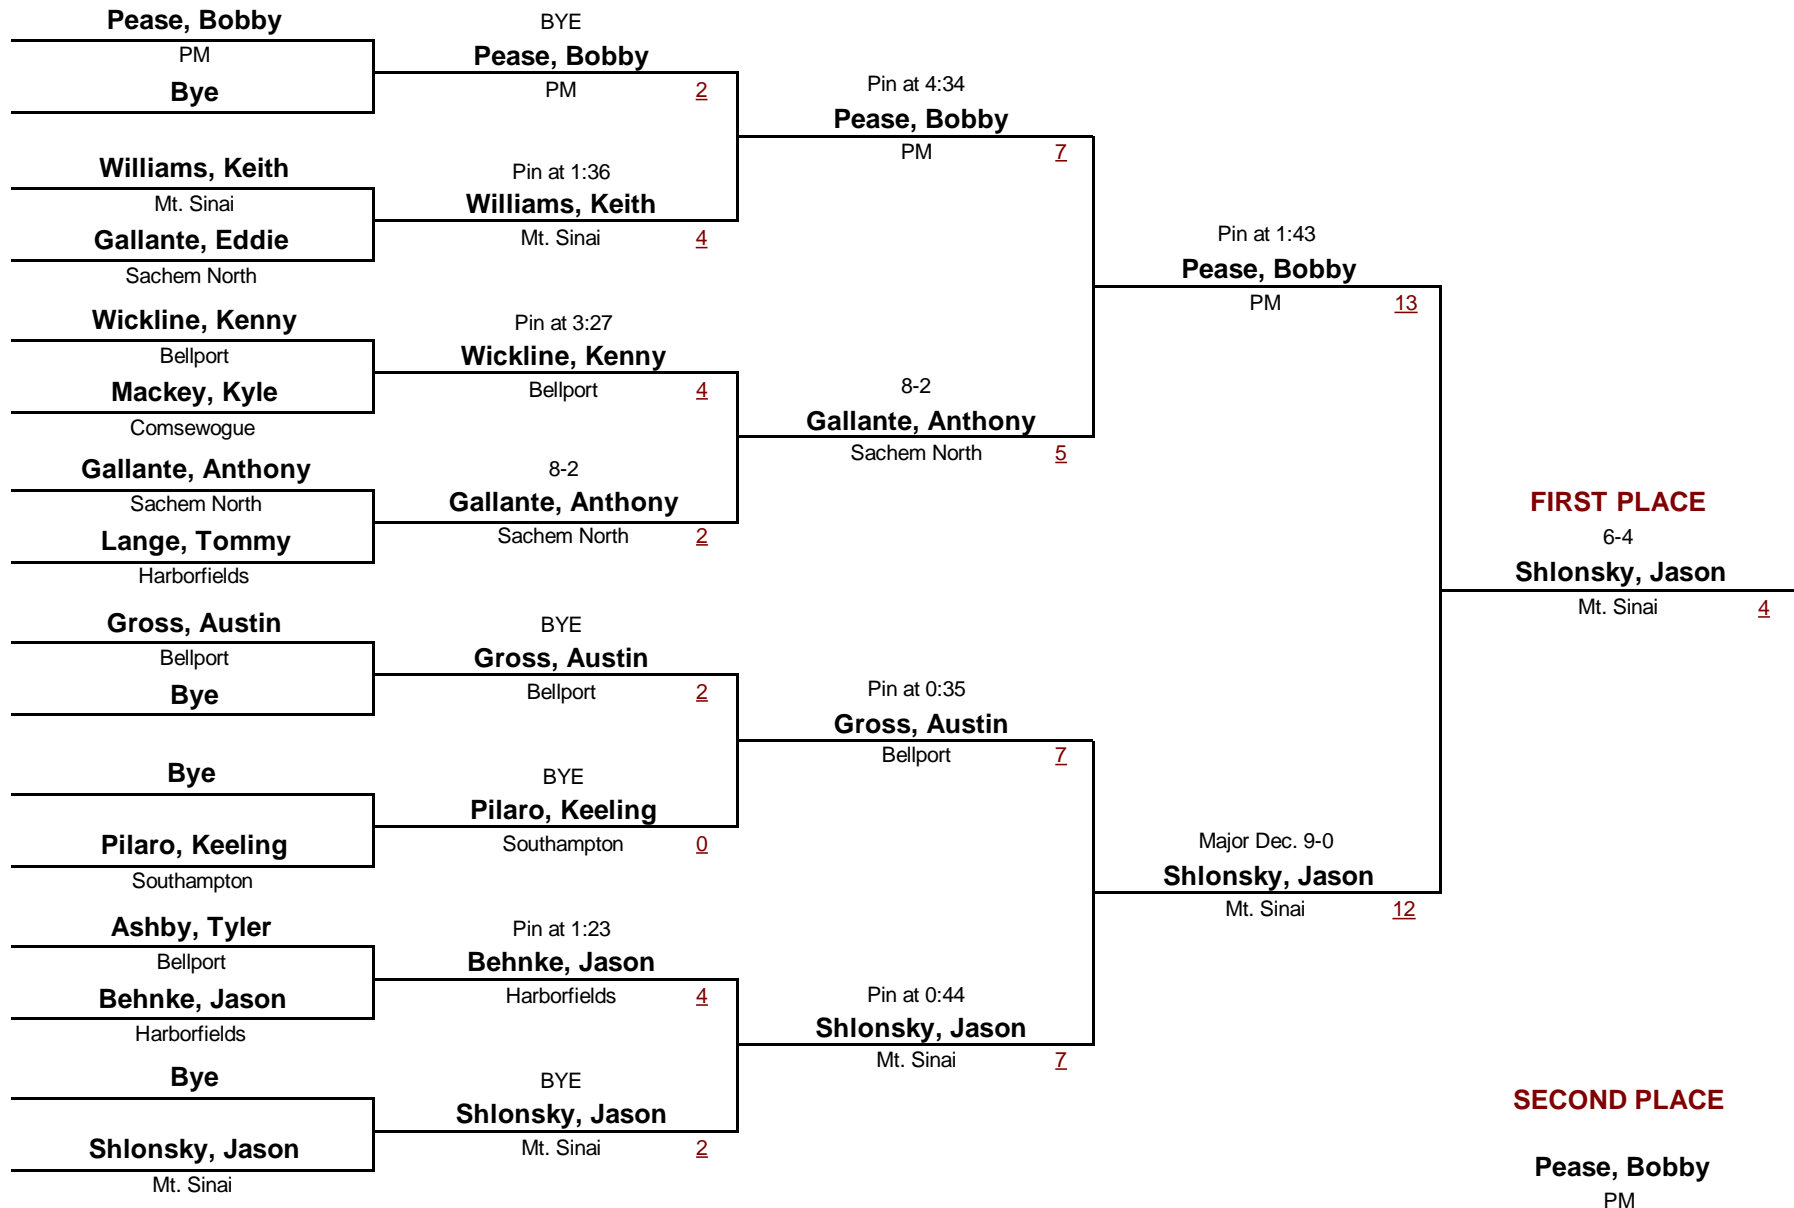 Pease, Bobby
PM
Bye
Williams, Keith
Mt. Sinai
Gallante, Eddie
Sachem North
Wickline, Kenny
Bellport
Mackey, Kyle
Comsewogue
Gallante, Anthony
Sachem North
Lange, Tommy
Harborfields
Gross, Austin
Bellport
Bye
Bye
Pilaro, Keeling
Southampton
Ashby, Tyler
Bellport
Behnke, Jason
Harborfields
Bye
Shlonsky, Jason
Mt. Sinai
BYE
Pease, Bobby
PM 2
Pin at 1:36
Williams, Keith
Mt. Sinai 4
Pin at 3:27
Wickline, Kenny
Bellport 4
8-2
Gallante, Anthony
Sachem North 2
BYE
Gross, Austin
Bellport 2
BYE
Pilaro, Keeling
Southampton 0
Pin at 1:23
Behnke, Jason
Harborfields 4
BYE
Shlonsky, Jason
Mt. Sinai 2
Pin at 4:34
Pease, Bobby
PM 7
8-2
Gallante, Anthony
Sachem North 5
Pin at 0:35
Gross, Austin
Bellport 7
Pin at 0:44
Shlonsky, Jason
Mt. Sinai 7
Pin at 1:43
Pease, Bobby
PM 13
Major Dec. 9-0
Shlonsky, Jason
Mt. Sinai 12
FIRST PLACE
6-4
Shlonsky, Jason
Mt. Sinai 4
SECOND PLACE
Pease, Bobby
PM